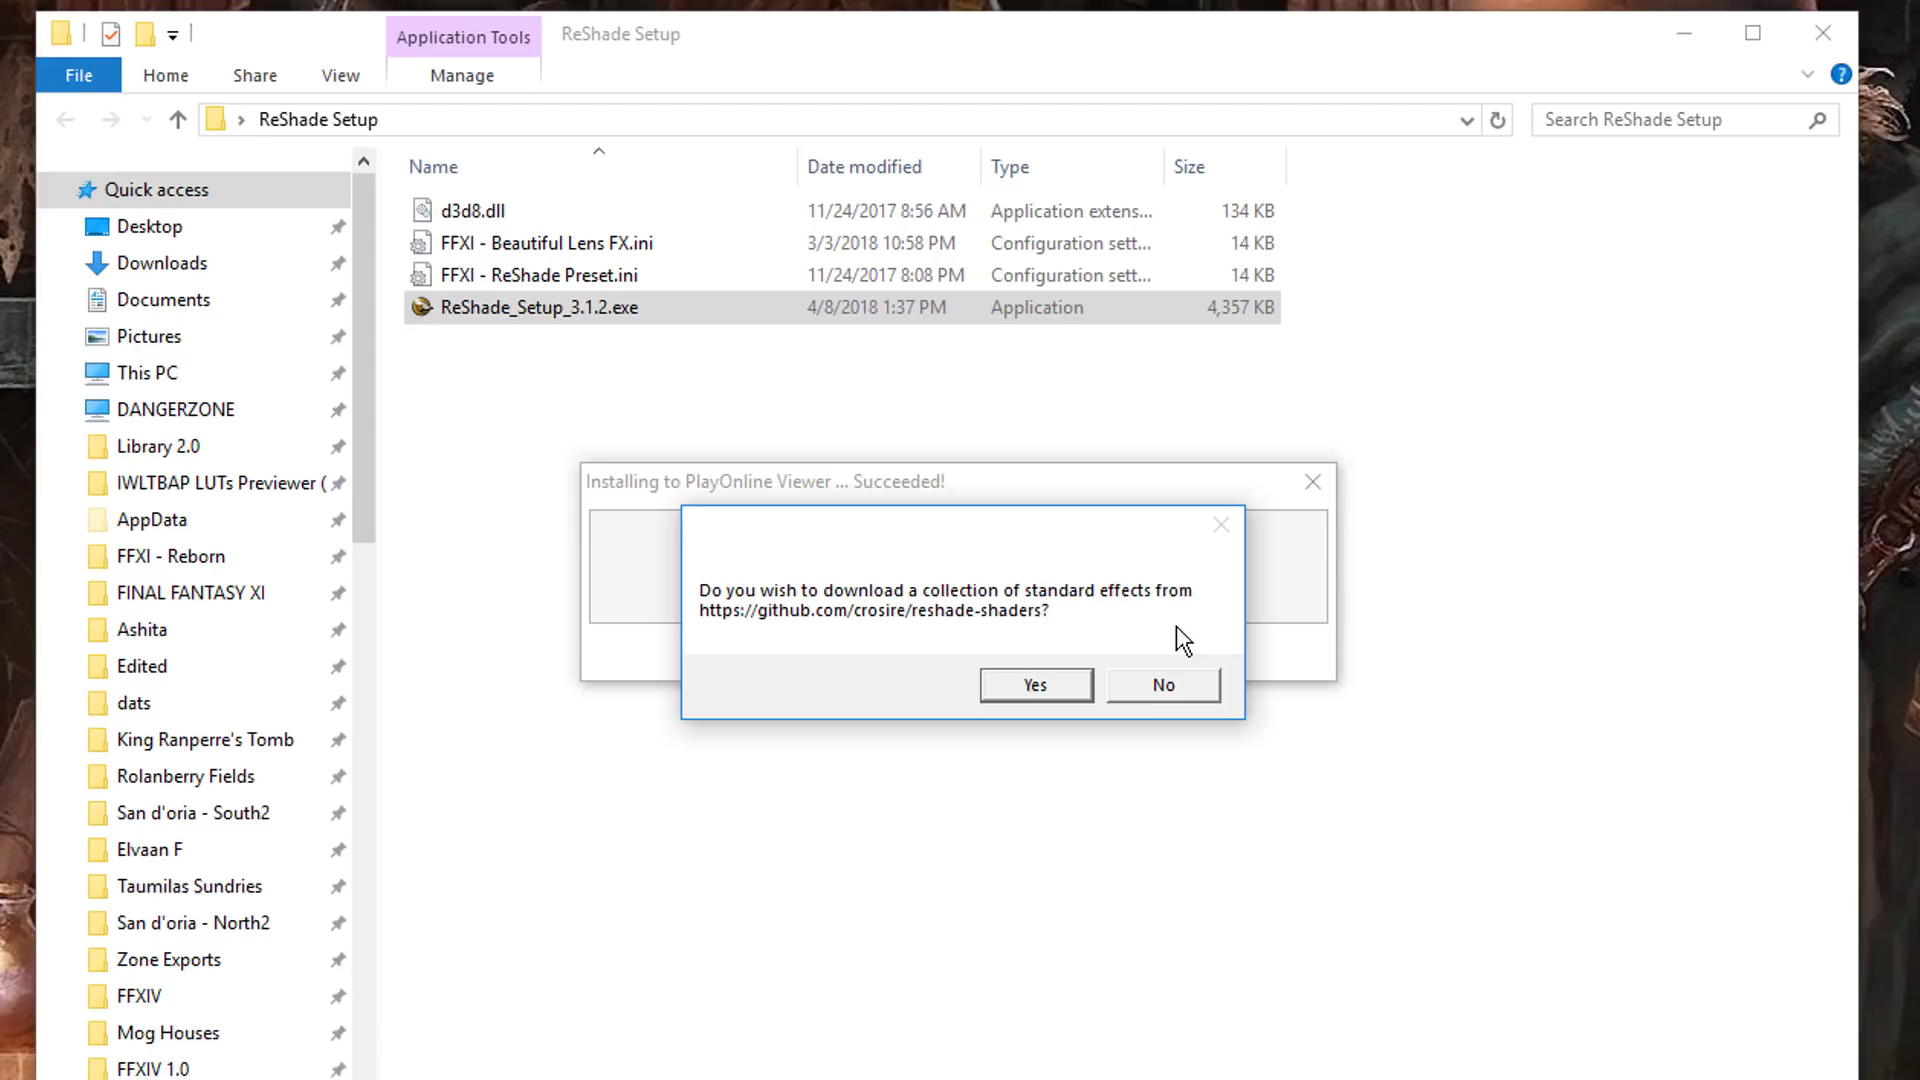 Application Tools
ReShade Setup
File
Home
Share
View
Manage
ReShade Setup
Search ReShade Setup
Name
Date modified
Type
Size
d3d8.dll
11/24/2017 8:56 AM
Application extens...
134 KB
FFXI - Beautiful Lens FX.ini
3/3/2018 10:58 PM
Configuration sett...
14 KB
FFXI - ReShade Preset.ini
11/24/2017 8:08 PM
Configuration sett...
14 KB
ReShade_Setup_3.1.2.exe
4/8/2018 1:37 PM
Application
4,357 KB
Quick access
Desktop
Downloads
Documents
Pictures
This PC
DANGERZONE
Library 2.0
IWLTBAP LUTs Previewer (
AppData
FFXI - Reborn
FINAL FANTASY XI
Ashita
Edited
dats
King Ranperre's Tomb
Rolanberry Fields
San d'oria - South2
Elvaan F
Taumilas Sundries
San d'oria - North2
Zone Exports
FFXIV
Mog Houses
FFXIV 1.0
Installing to PlayOnline Viewer ... Succeeded!
Do you wish to download a collection of standard effects from
https://github.com/crosire/reshade-shaders?
Yes
No